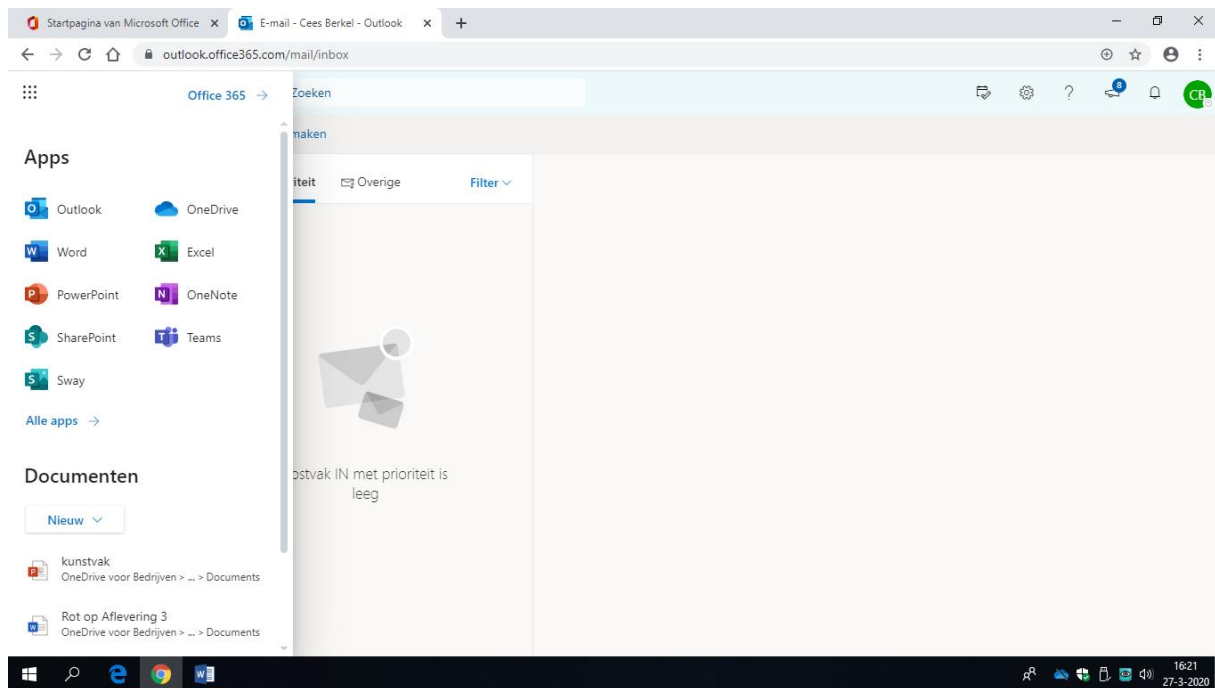 Startpagina van Microsoft Office
E-mail - Cees Berkel - Outlook
outlook.office365.com/mail/inbox
Office 365 →
Zoeken
8
CB
maken
Apps
iteit
Overige
Filter
Outlook
OneDrive
Word
Excel
PowerPoint
OneNote
SharePoint
Teams
Sway
Alle apps →
Documenten
ostvak IN met prioriteit is
leeg
Nieuw
kunstvak
OneDrive voor Bedrijven > ... > Documents
Rot op Aflevering 3
OneDrive voor Bedrijven > ... > Documents
16:21
27-3-2020